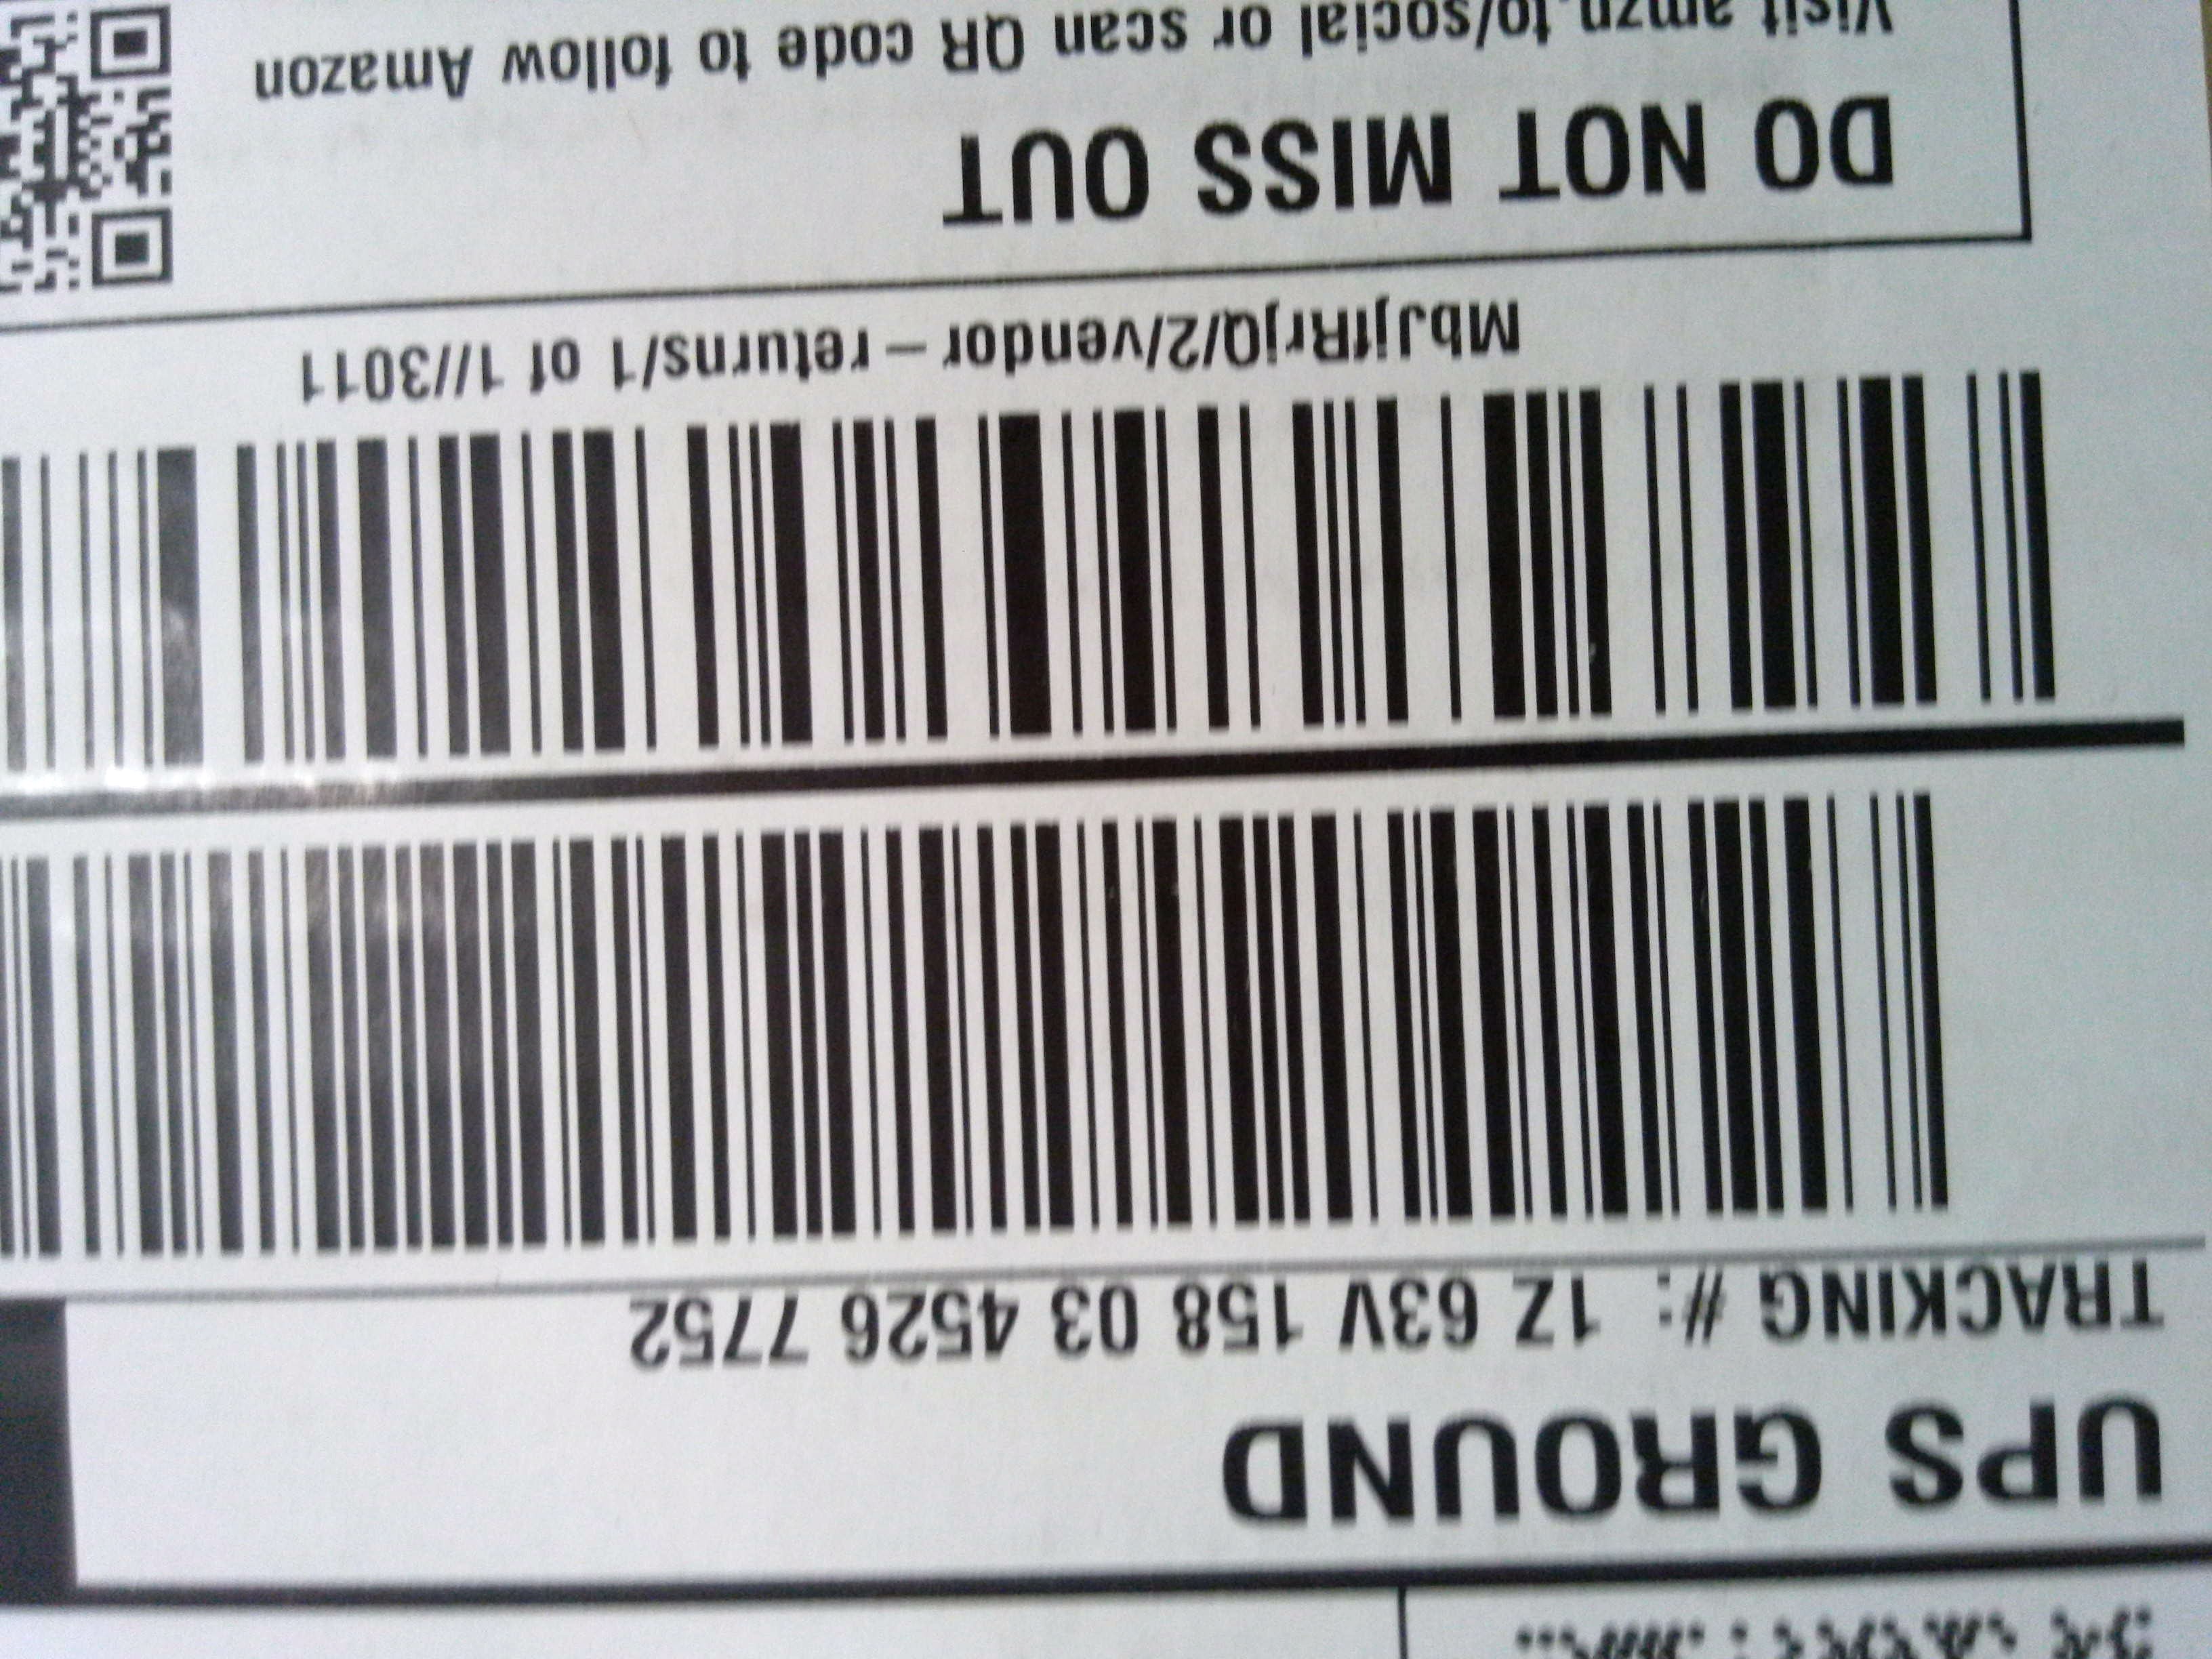 UPS GROUND
TRACKING #: 1Z 63V 158 03 4526 7752
MbJjfRrjQ/2/vendor – returns/1 of 1//3011
DO NOT MISS OUT
Visit amzn.to/social or scan QR code to follow Amazon